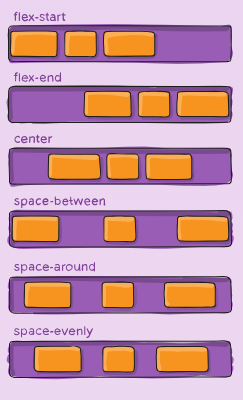 flex-start
flex-end
center
space-between
space-around
space-evenly